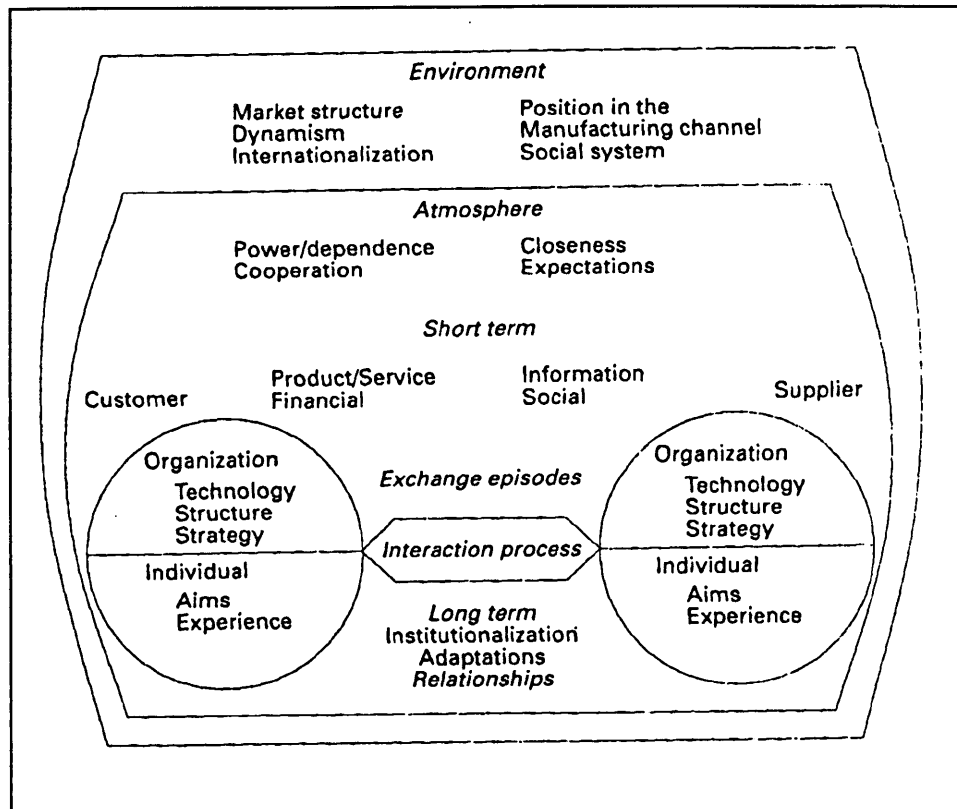 Environment
Market structure
Dynamism
Internationalization
Position in the
Manufacturing channel
Social system
Atmosphere
Power/dependence
Cooperation
Closeness
Expectations
Short term
Product/Service
Financial
Information
Social
Customer
Supplier
Organization
Technology
Structure
Strategy
Individual
Aims
Experience
Exchange episodes
Interaction process
Long term
Institutionalization
Adaptations
Relationships
Organization
Technology
Structure
Strategy
Individual
Aims
Experience